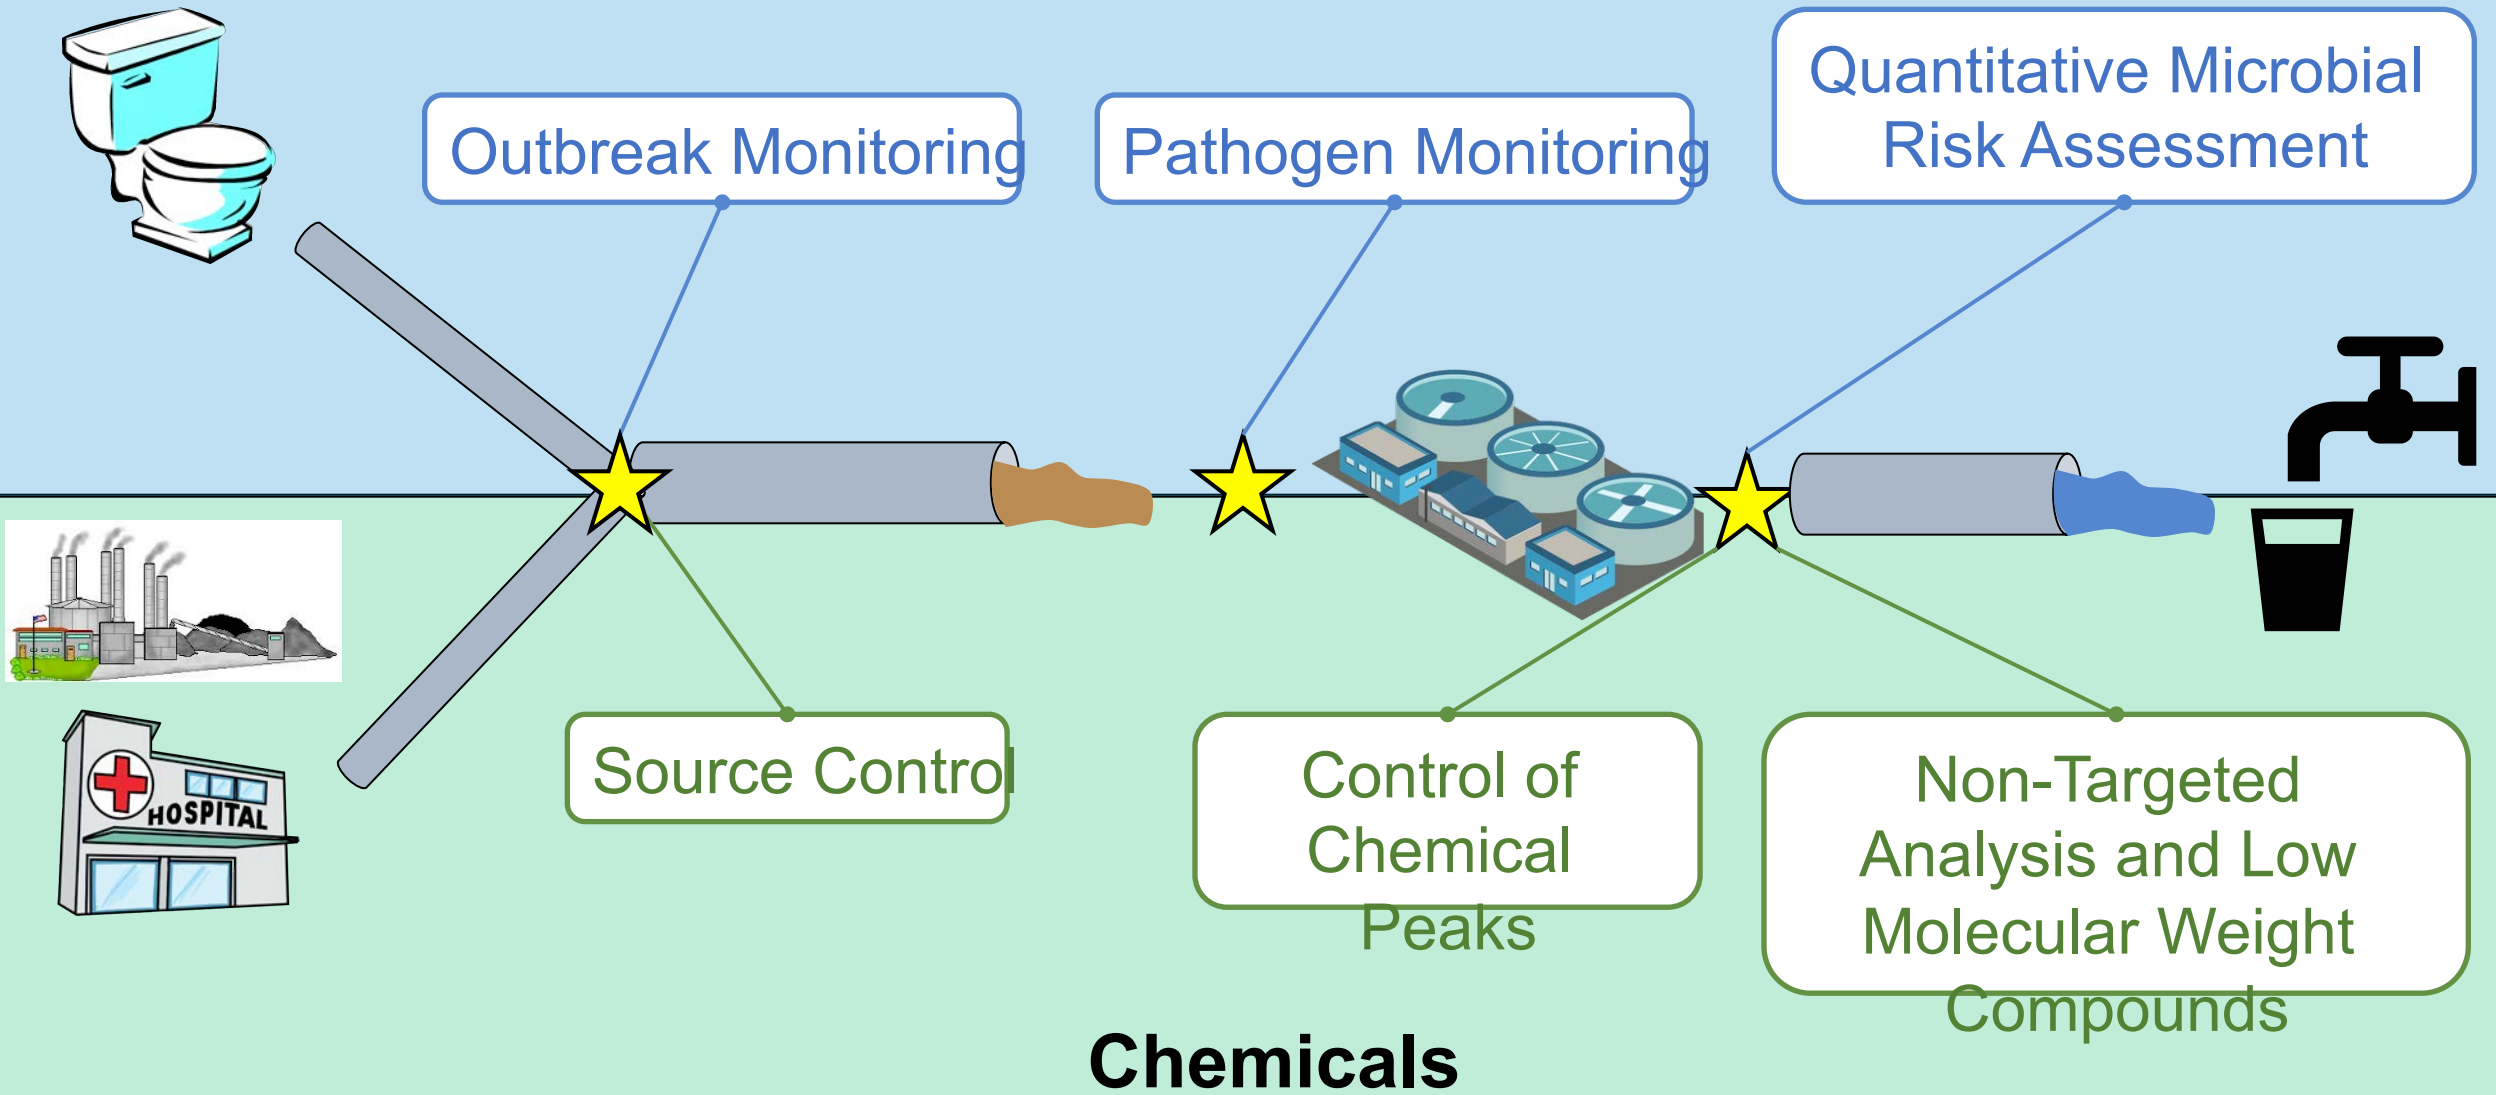 Quantitative Microbial
Risk Assessment
Outbreak Monitoring
Pathogen Monitoring
HOSPITAL
Source Control
Control of
Chemical
Peaks
Non-Targeted
Analysis and Low
Molecular Weight
Compounds
Chemicals